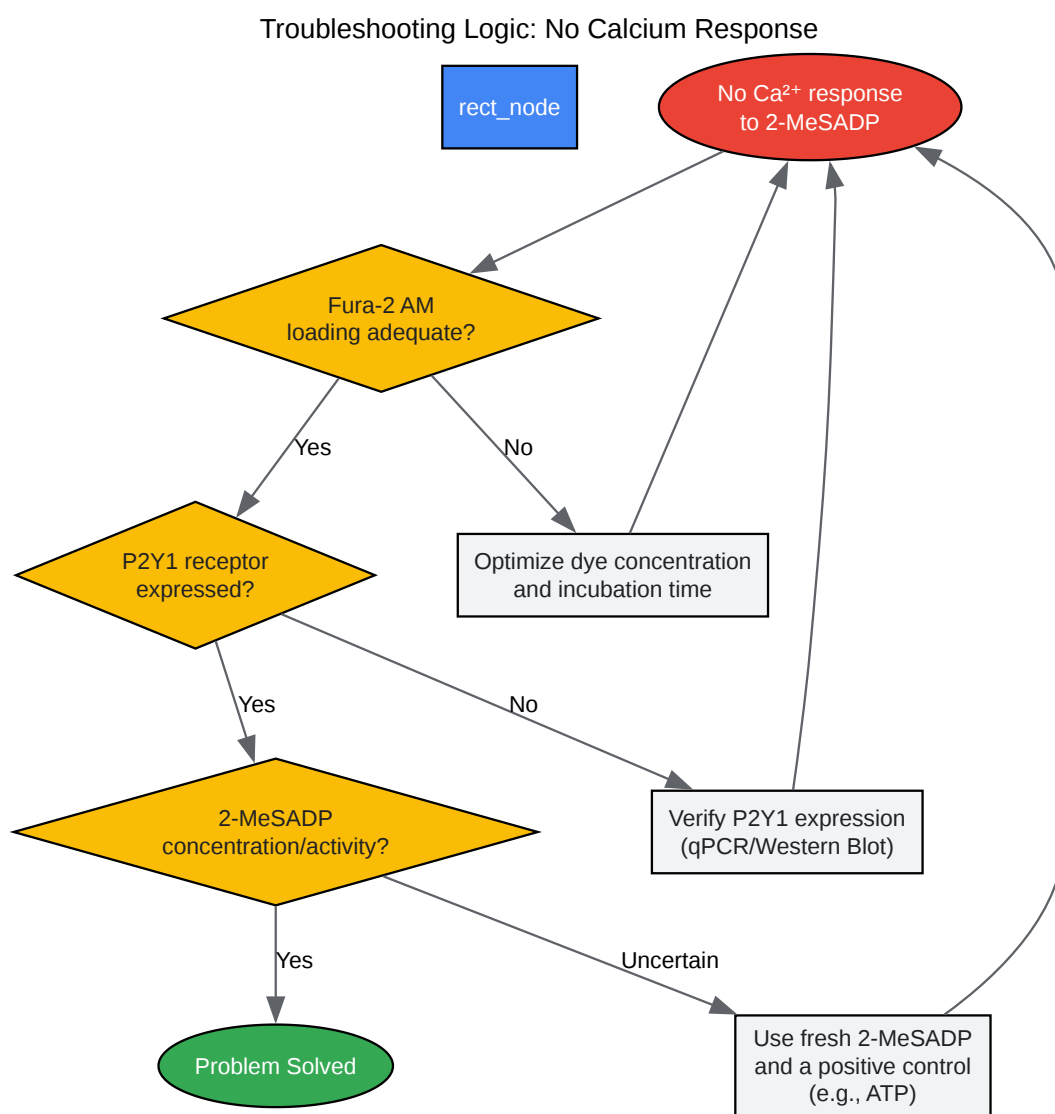 Troubleshooting Logic: No Calcium Response
rect_node
No Ca²⁺ response
to 2-MeSADP
Fura-2 AM
loading adequate?
Yes
No
P2Y1 receptor
expressed?
Optimize dye concentration
and incubation time
Yes
No
2-MeSADP
concentration/activity?
Verify P2Y1 expression
(qPCR/Western Blot)
Yes
Uncertain
Problem Solved
Use fresh 2-MeSADP
and a positive control
(e.g., ATP)